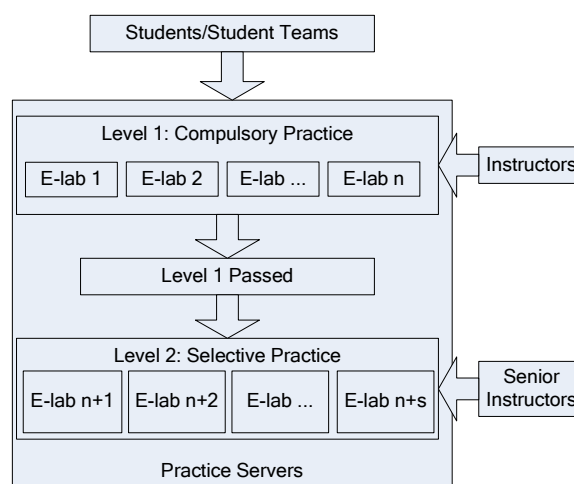 Students/Student Teams
Level 1: Compulsory Practice
E-lab 1
E-lab 2
E-lab ...
E-lab n
Instructors
Level 1 Passed
Level 2: Selective Practice
E-lab n+1
E-lab n+2
E-lab ...
E-lab n+s
Senior
Instructors
Practice Servers